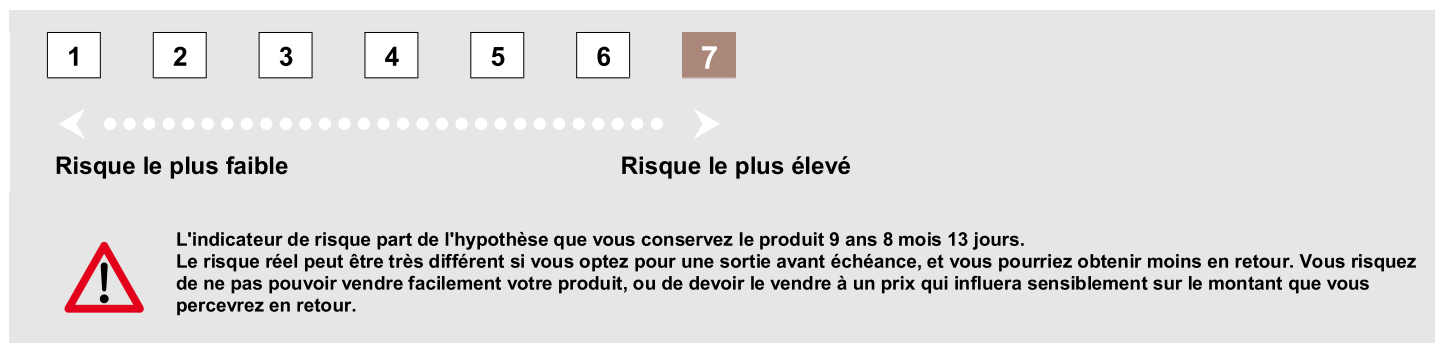 1 2 3 4 5 6 7
Risque le plus faible Risque le plus élevé
L'indicateur de risque part de l'hypothèse que vous conservez le produit 9 ans 8 mois 13 jours.
Le risque réel peut être très différent si vous optez pour une sortie avant échéance, et vous pourriez obtenir moins en retour. Vous risquez
de ne pas pouvoir vendre facilement votre produit, ou de devoir le vendre à un prix qui influera sensiblement sur le montant que vous
percevrez en retour.